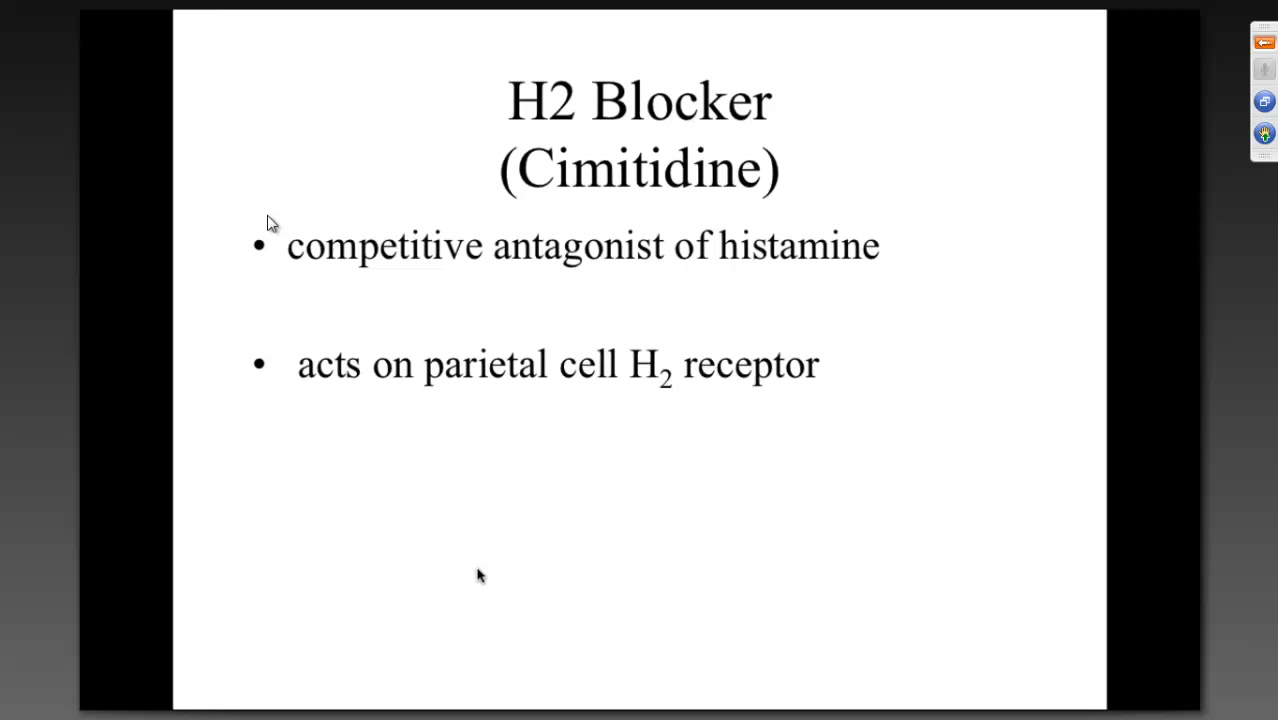 H2 Blocker
(Cimitidine)
• competitive antagonist of histamine
• acts on parietal cell H₂ receptor